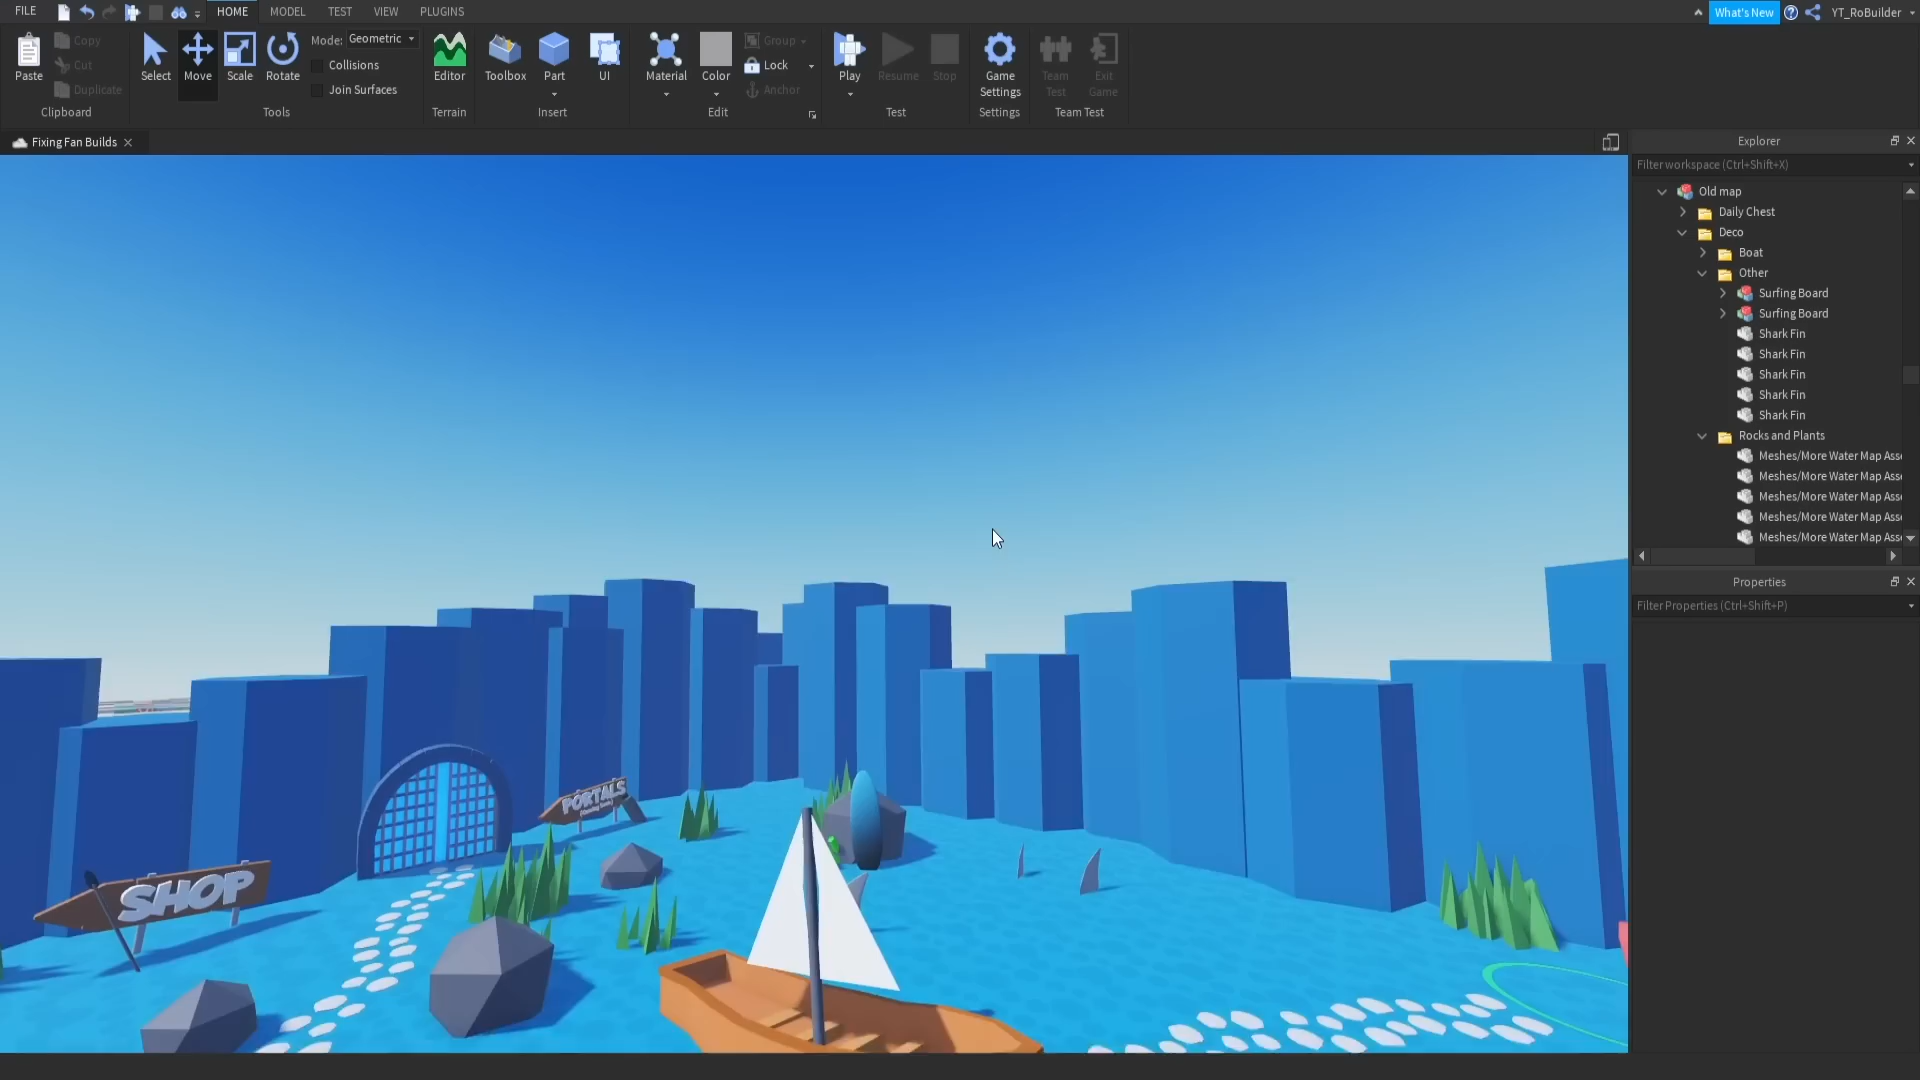 FILE
HOME
MODEL
TEST
VIEW
PLUGINS
What's New
YT_RoBuilder
Paste
Copy
Cut
Duplicate
Clipboard
Select
Move
Scale
Rotate
Mode: Geometric
Collisions
Join Surfaces
Tools
Editor
Terrain
Toolbox
Part
UI
Insert
Material
Color
Group
Lock
Anchor
Edit
Play
Resume
Stop
Test
Game
Settings
Settings
Team
Test
Exit
Game
Team Test
Fixing Fan Builds
Explorer
Filter workspace (Ctrl+Shift+X)
Old map
Daily Chest
Deco
Boat
Other
Surfing Board
Surfing Board
Shark Fin
Shark Fin
Shark Fin
Shark Fin
Shark Fin
Rocks and Plants
Meshes/More Water Map Ass
Meshes/More Water Map Ass
Meshes/More Water Map Ass
Meshes/More Water Map Ass
Meshes/More Water Map Ass
Properties
Filter Properties (Ctrl+Shift+P)
PORTALS
SHOP